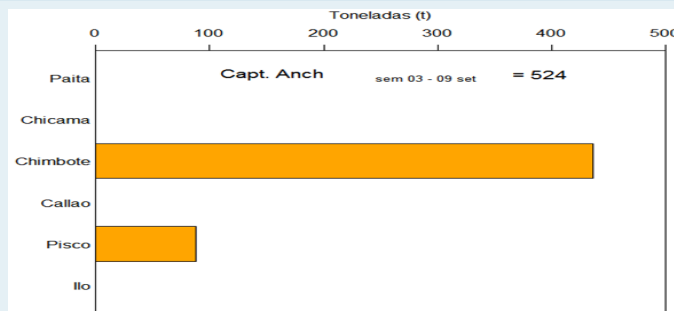 Toneladas (t)
0 100 200 300 400 500
Capt. Anch sem 03 - 09 set = 524
Paita
Chicama
Chimbote
Callao
Pisco
Ilo